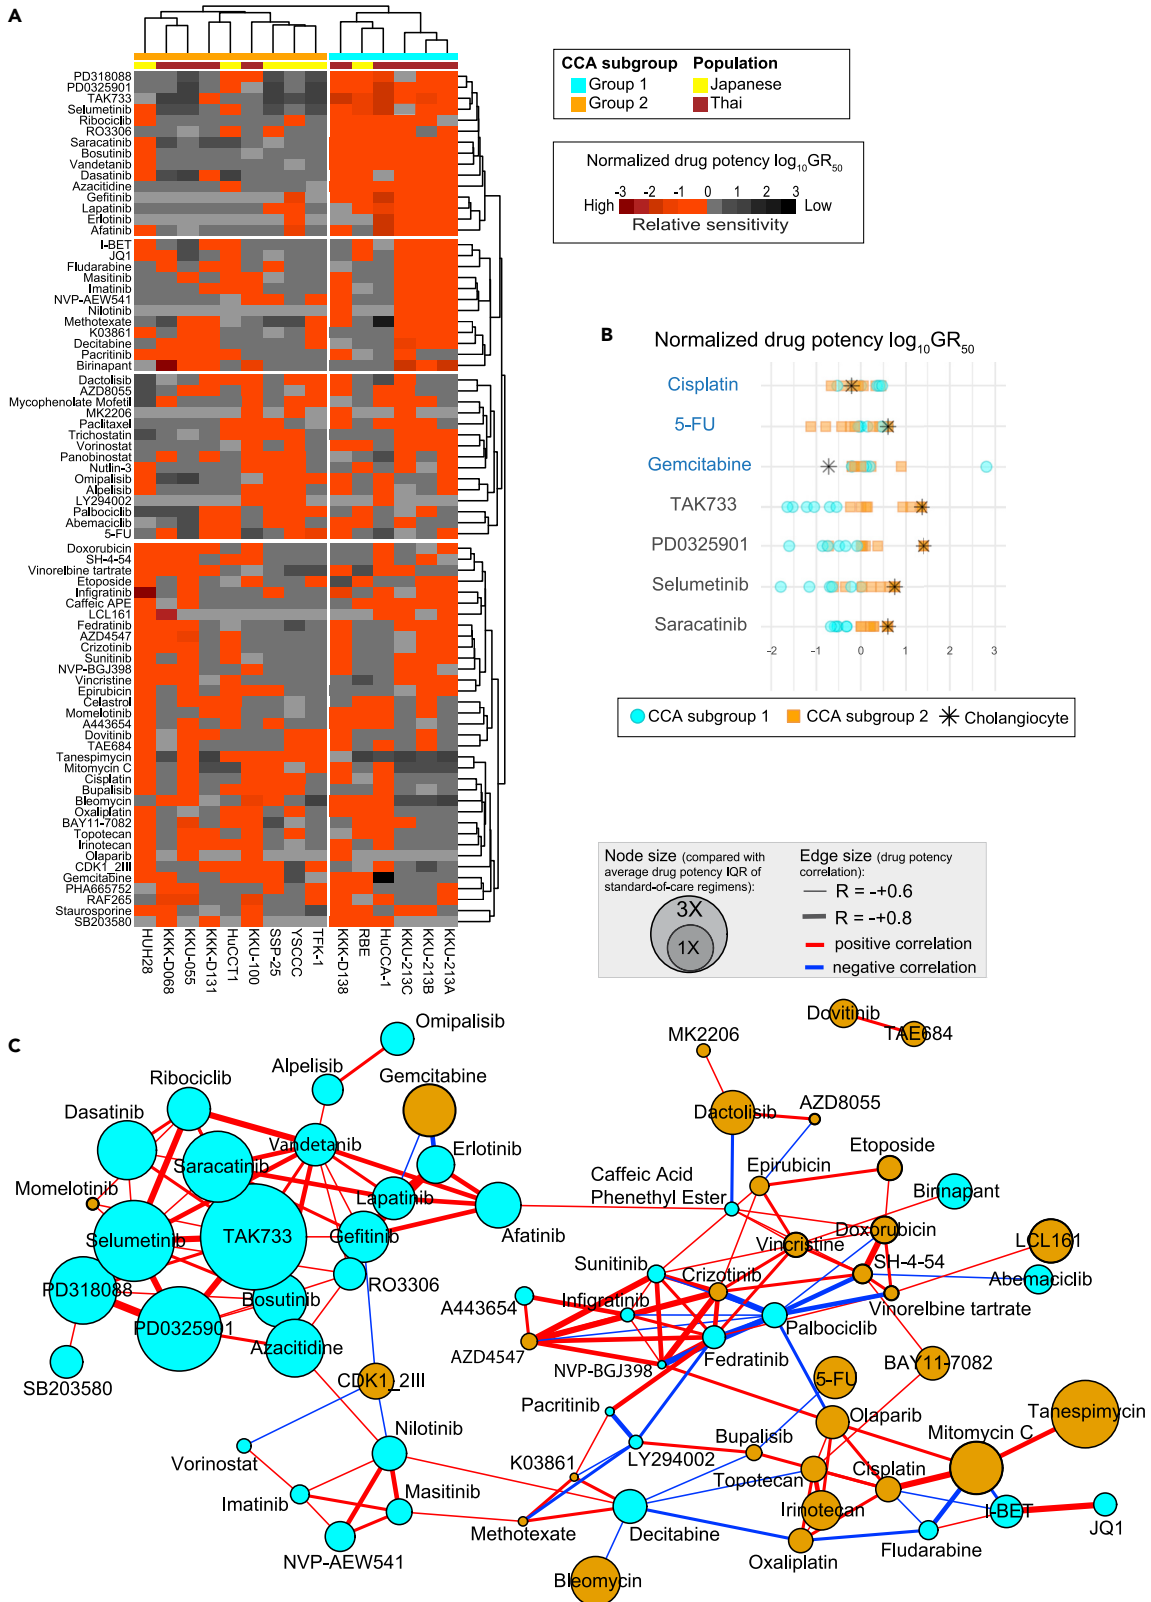 A
CCA subgroup
Population
Group 1
Japanese
Group 2
Thai
Normalized drug potency log10GR50
-3 -2 -1 0 1 2 3
High
Low
Relative sensitivity
PD318088
PD0325901
TAK733
Selumetinib
Ribociclib
RO3306
Saracatinib
Bosutinib
Vandetanib
Dasatinib
Azacitidine
Gefitinib
Lapatinib
Erlotinib
Afatinib
I-BET
JQ1
Fludarabine
Masitinib
Imatinib
NVP-AEW541
Nilotinib
Methotexate
K03861
Decitabine
Pacritinib
Birinapant
Dactolisib
AZD8055
Mycophenolate Mofetil
MK2206
Paclitaxel
Trichostatin
Vorinostat
Panobinostat
Nutlin-3
Omipalisib
Alpelisib
LY294002
Palbociclib
Abemaciclib
5-FU
Doxorubicin
SH-4-54
Vinorelbine tartrate
Etoposide
Infigratinib
Caffeic APE
LCL161
Fedratinib
AZD4547
Crizotinib
Sunitinib
NVP-BGJ398
Vincristine
Epirubicin
Celastrol
Momelotinib
A443654
Dovitinib
TAE684
Tanespimycin
Mitomycin C
Cisplatin
Bupalisib
Bleomycin
Oxaliplatin
BAY11-7082
Topotecan
Irinotecan
Olaparib
CDK1_2III
Gemcitabine
PHA665752
RAF265
Staurosporine
SB203580
HUH28
KKK-D068
KKU-055
KKK-D131
HuCCT1
KKU-100
SSP-25
YSCCC
TFK-1
KKK-D138
RBE
HuCCA-1
KKU-213C
KKU-213B
KKU-213A
B
Normalized drug potency log10GR50
Cisplatin
5-FU
Gemcitabine
TAK733
PD0325901
Selumetinib
Saracatinib
-2 -1 0 1 2 3
CCA subgroup 1
CCA subgroup 2
Cholangiocyte
Node size (compared with
average drug potency IQR of
standard-of-care regimens):
3X
1X
Edge size (drug potency
correlation):
R = -+0.6
R = -+0.8
positive correlation
negative correlation
C
Omipalisib
Alpelisib
Ribociclib
Gemcitabine
Dasatinib
Vandetanib
Erlotinib
Saracatinib
Momelotinib
Lapatinib
Selumetinib
TAK733
Gefitinib
Afatinib
PD318088
RO3306
Bosutinib
PD0325901
Azacitidine
SB203580
CDK1_2III
Nilotinib
Vorinostat
Imatinib
Masitinib
NVP-AEW541
Dovitinib
TAE684
MK2206
Dactolisib
AZD8055
Etoposide
Epirubicin
Caffeic Acid
Phenethyl Ester
Birinapant
Doxorubicin
Vincristine
LCL161
Sunitinib
SH-4-54
Crizotinib
Abemaciclib
A443654
Infigratinib
Vinorelbine tartrate
Palbociclib
AZD4547
Fedratinib
NVP-BGJ398
BAY11-7082
5-FU
Pacritinib
Olaparib
Tanespimycin
Mitomycin C
Bupalisib
K03861
LY294002
Topotecan
Cisplatin
Irinotecan
I-BET
JQ1
Methotexate
Decitabine
Fludarabine
Oxaliplatin
Bleomycin